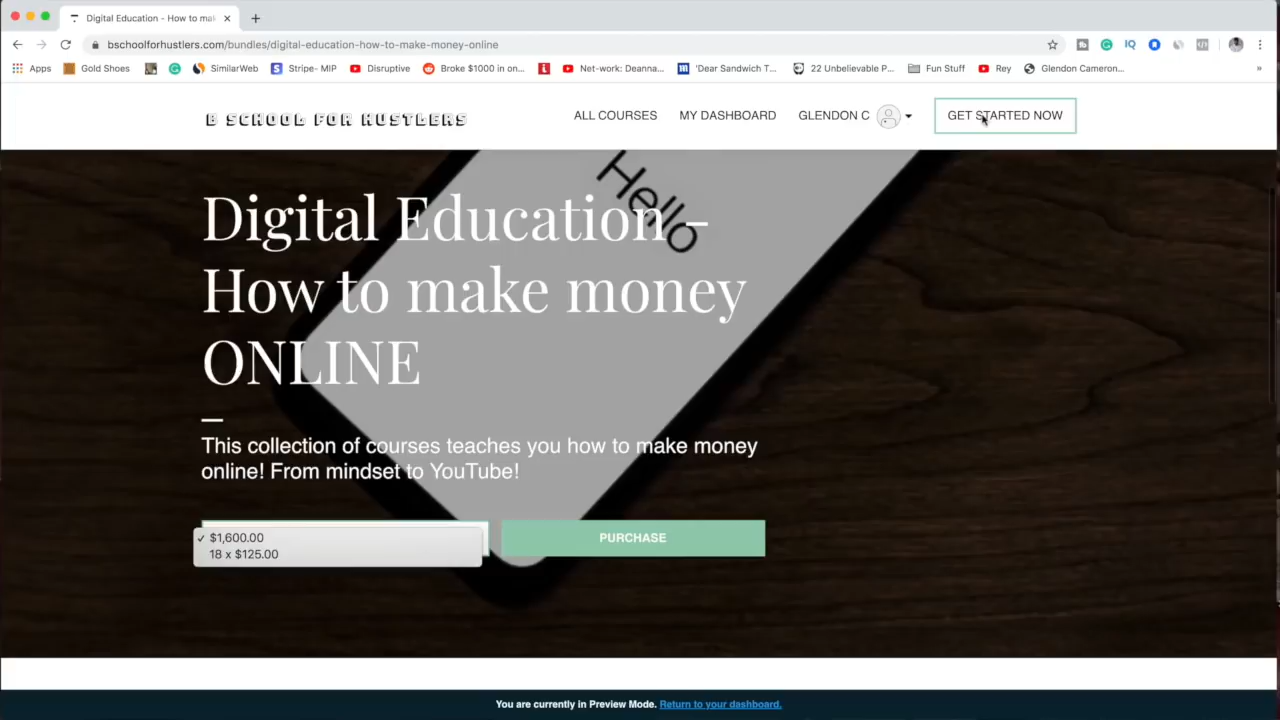 Digital Education - How to mak
bschoolforhustlers.com/bundles/digital-education-how-to-make-money-online
Apps Gold Shoes SimilarWeb Stripe- MIP Disruptive Broke $1000 in on... Net-work: Deanna... 'Dear Sandwich T... 22 Unbelievable P... Fun Stuff Rey Glendon Cameron... »
B SCHOOL FOR HUSTLERS
ALL COURSES MY DASHBOARD GLENDON C GET STARTED NOW
Hello
Digital Education -
How to make money
ONLINE
This collection of courses teaches you how to make money
online! From mindset to YouTube!
✓ $1,600.00
18 x $125.00
PURCHASE
You are currently in Preview Mode. Return to your dashboard.